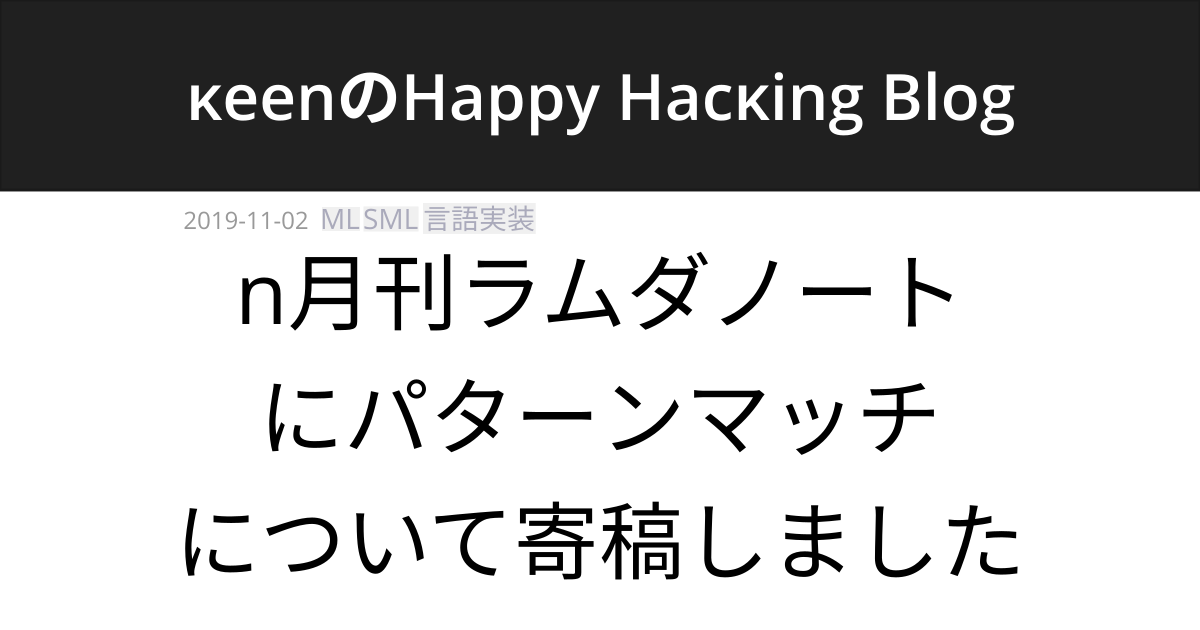 κeenのHappy Hacκing Blog
2019-11-02 ML SML 言語実装
n月刊ラムダノート
にパターンマッチ
について寄稿しました